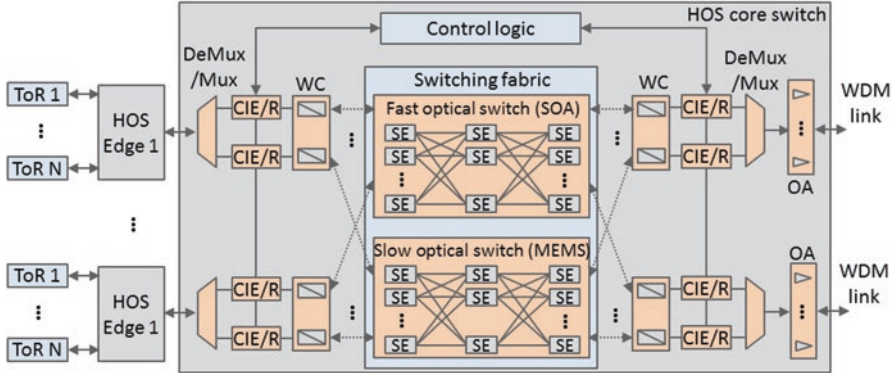 HOS core switch
Control logic
DeMux
/Mux
WC
Switching fabric
WC
DeMux
/Mux
ToR 1
ToR N
HOS
Edge 1
CIE/R
CIE/R
Fast optical switch (SOA)
SE SE SE
SE SE SE
SE SE SE
CIE/R
CIE/R
OA
WDM
link
Slow optical switch (MEMS)
SE SE SE
SE SE SE
SE SE SE
ToR 1
ToR N
HOS
Edge 1
CIE/R
CIE/R
CIE/R
CIE/R
OA
WDM
link